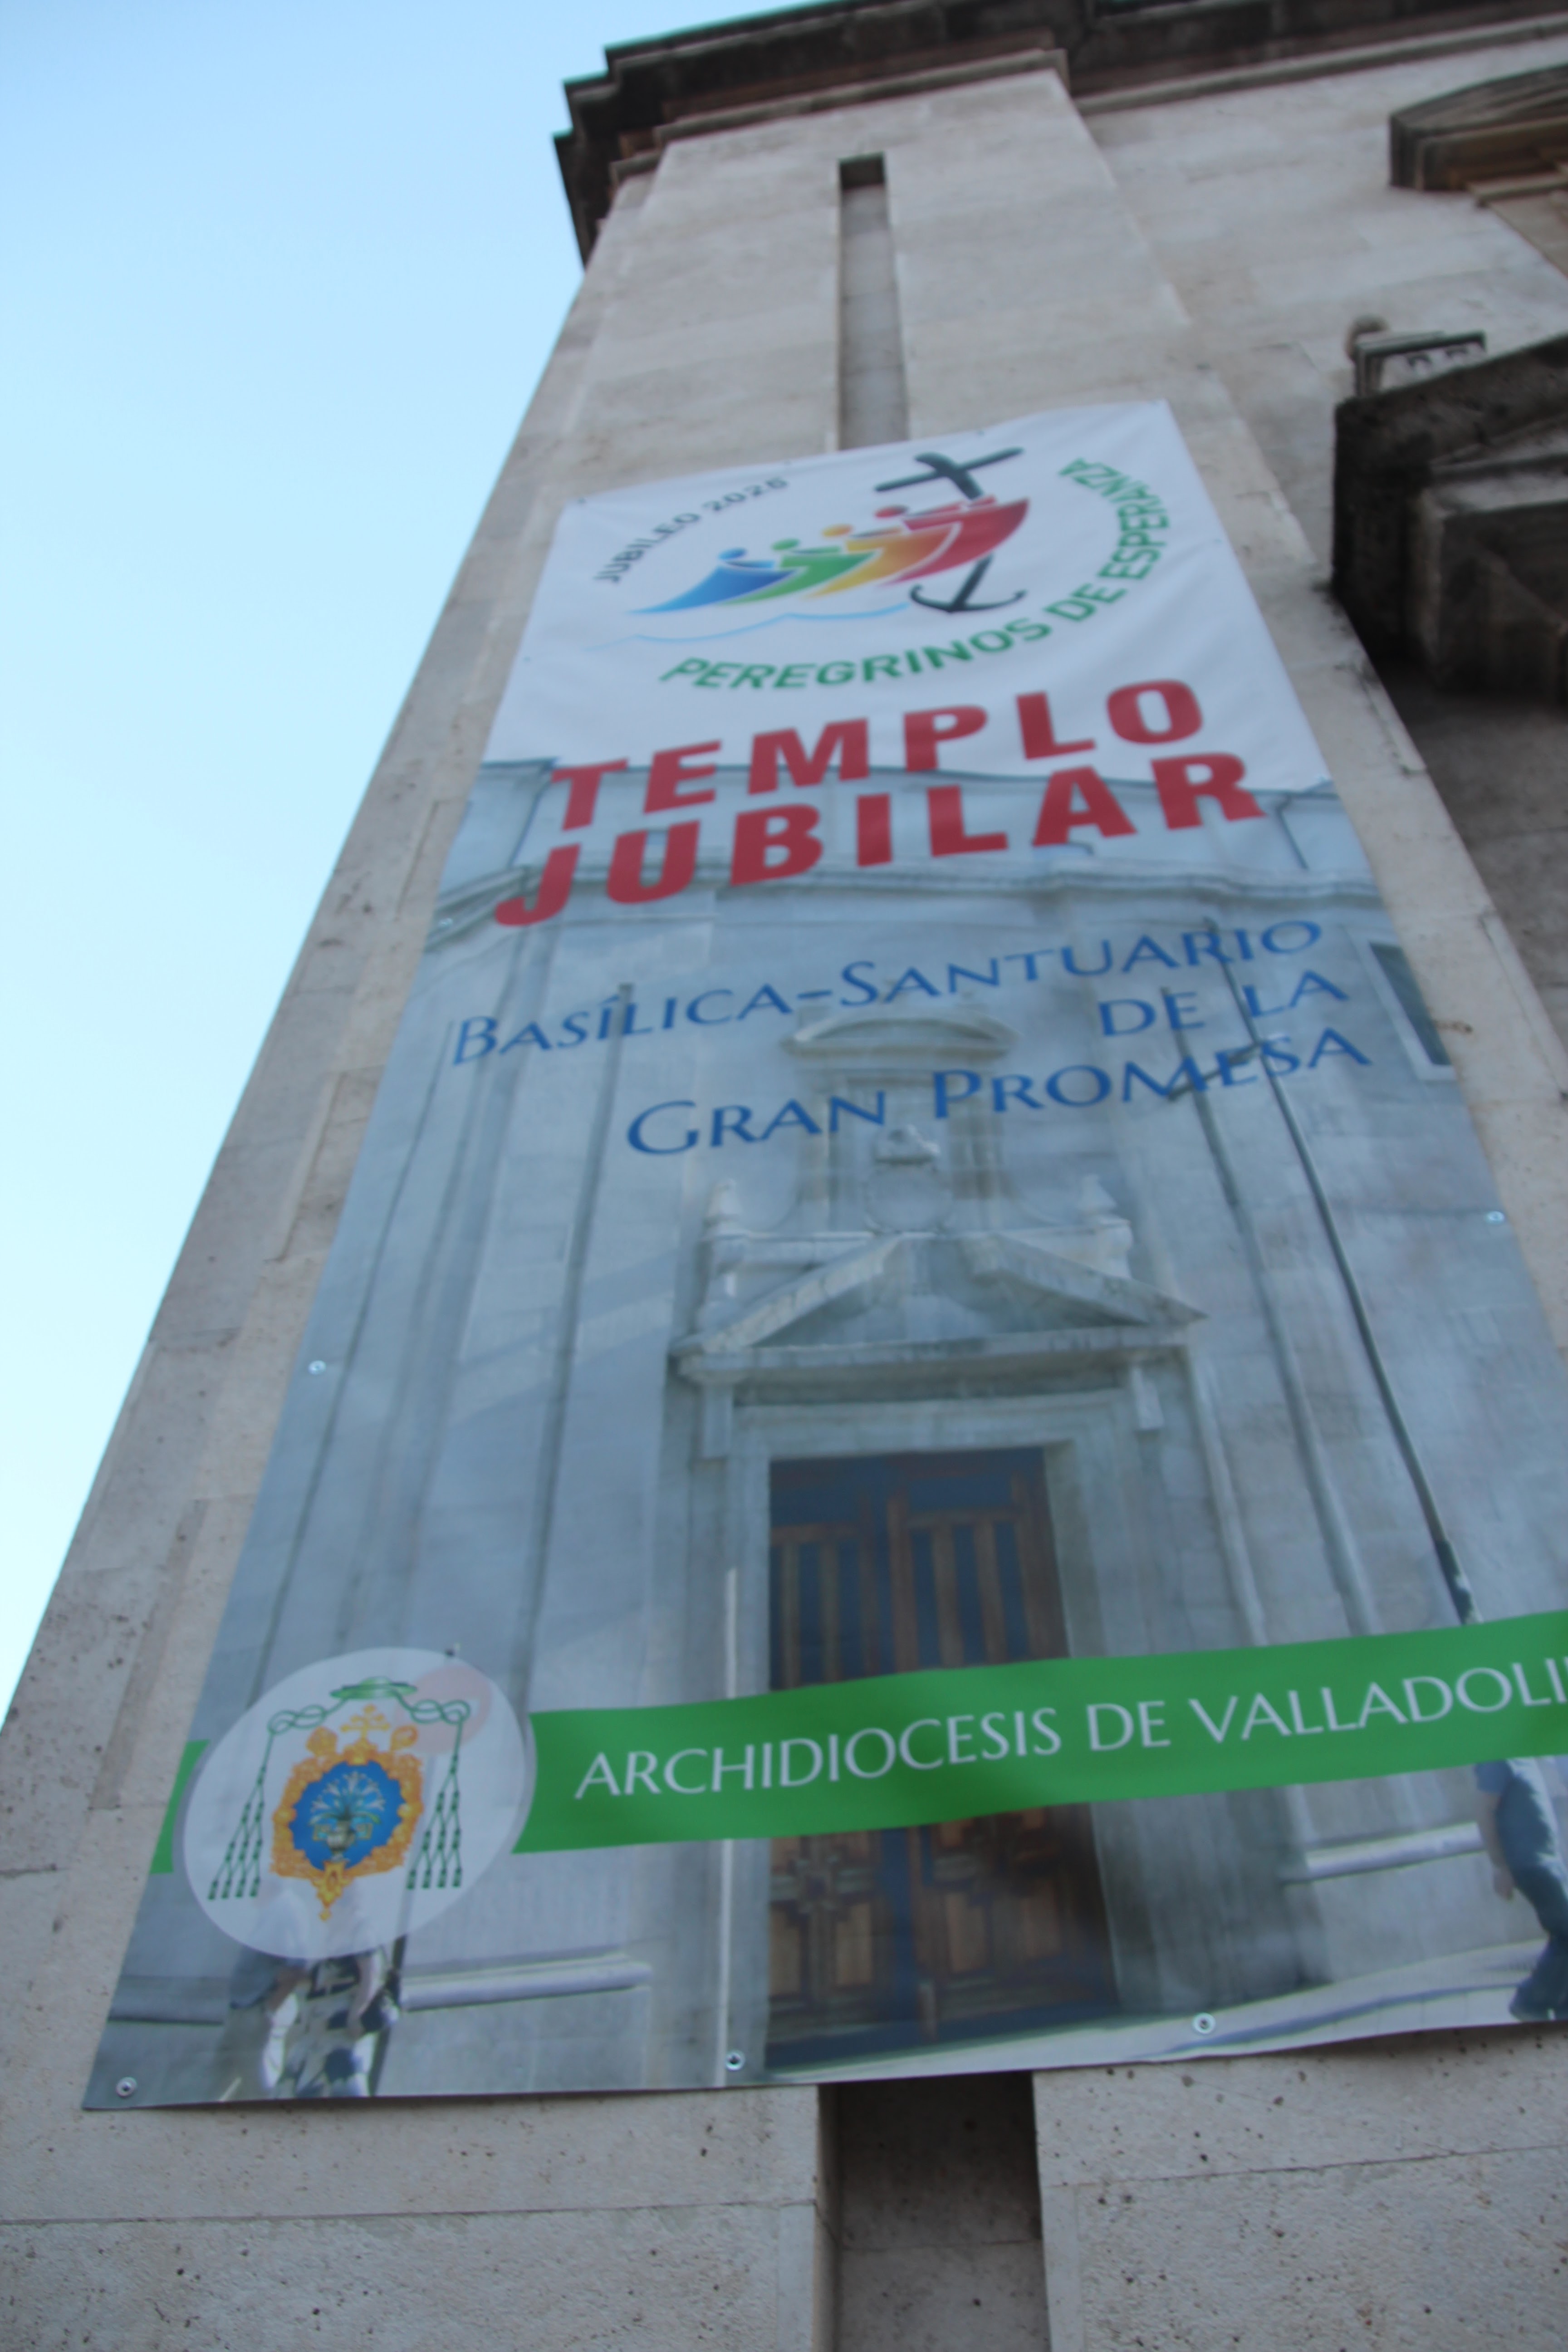 JUBILEO 2025
PEREGRINOS DE ESPERANZA
TEMPLO
JUBILAR
BASÍLICA-SANTUARIO
DE LA
GRAN PROMESA
ARCHIDIOCESIS DE VALLADOLI